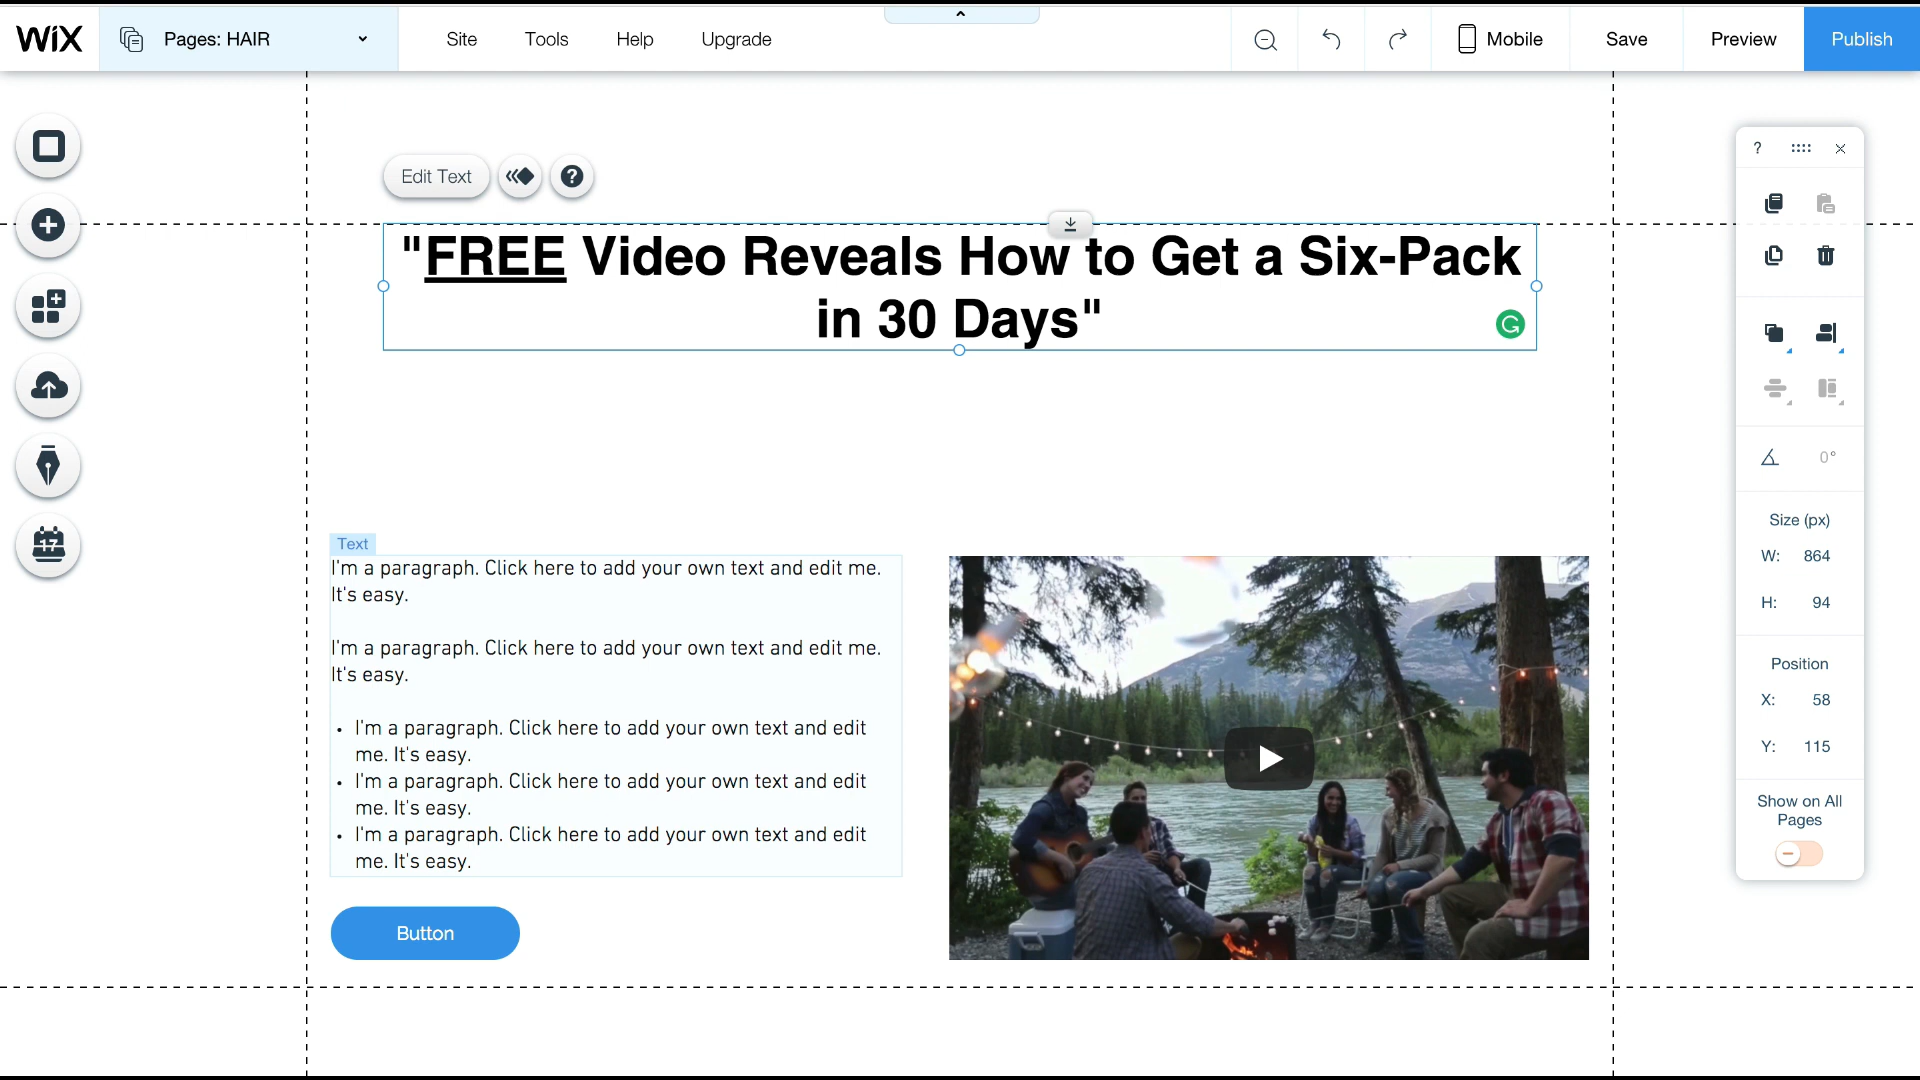 WiX
Pages: HAIR
Site
Tools
Help
Upgrade
Mobile
Save
Preview
Publish
Edit Text
?
"FREE Video Reveals How to Get a Six-Pack
in 30 Days"
Text
I'm a paragraph. Click here to add your own text and edit me.
It's easy.
I'm a paragraph. Click here to add your own text and edit me.
It's easy.
• I'm a paragraph. Click here to add your own text and edit
me. It's easy.
• I'm a paragraph. Click here to add your own text and edit
me. It's easy.
• I'm a paragraph. Click here to add your own text and edit
me. It's easy.
Button
17
?
0°
Size (px)
W: 864
H: 94
Position
X: 58
Y: 115
Show on All
Pages